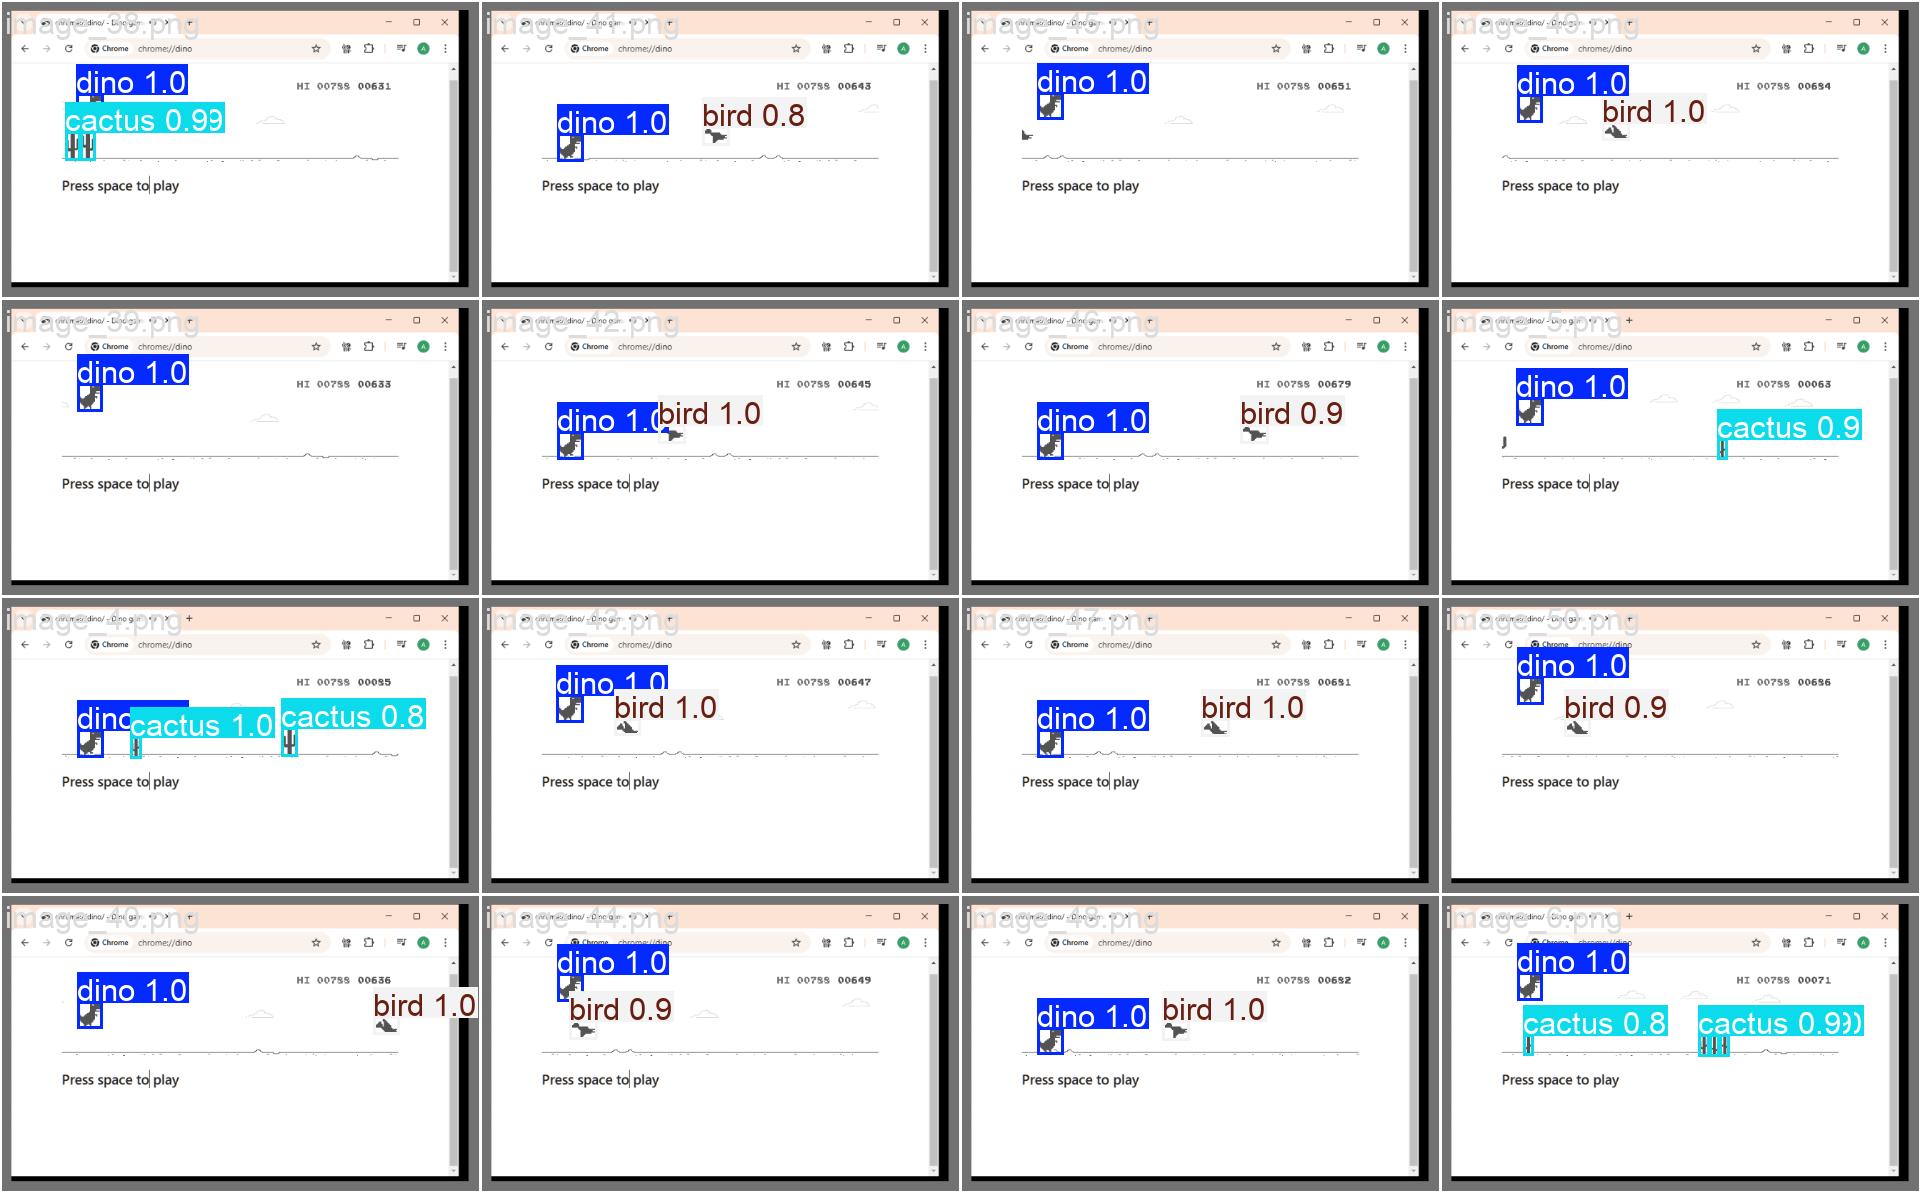 image_38.png
Chrome
chrome://dino
dino 1.0
HI 00788 00631
cactus 0.99
Press space to play
image_41.png
Chrome
chrome://dino
HI 00788 00643
dino 1.0
bird 0.8
Press space to play
image_45.png
Chrome
chrome://dino
dino 1.0
HI 00788 00651
Press space to play
image_49.png
Chrome
chrome://dino
dino 1.0
HI 00788 00684
bird 1.0
Press space to play
image_39.png
Chrome
chrome://dino
dino 1.0
HI 00788 00633
Press space to play
image_42.png
Chrome
chrome://dino
HI 00788 00645
dino 1.0
bird 1.0
Press space to play
image_46.png
Chrome
chrome://dino
HI 00788 00679
dino 1.0
bird 0.9
Press space to play
image_5.png
Chrome
chrome://dino
dino 1.0
HI 00788 00063
cactus 0.9
Press space to play
image_4.png
Chrome
chrome://dino
HI 00788 00085
cactus 1.0
cactus 0.8
Press space to play
image_43.png
Chrome
chrome://dino
dino 1.0
HI 00788 00647
bird 1.0
Press space to play
image_47.png
Chrome
chrome://dino
HI 00788 00681
dino 1.0
bird 1.0
Press space to play
image_50.png
Chrome
chrome://dino
dino 1.0
HI 00788 00686
bird 0.9
Press space to play
image_40.png
Chrome
chrome://dino
dino 1.0
HI 00788 00636
bird 1.0
Press space to play
image_44.png
Chrome
chrome://dino
dino 1.0
HI 00788 00649
bird 0.9
Press space to play
image_48.png
Chrome
chrome://dino
HI 00788 00682
dino 1.0
bird 1.0
Press space to play
image_6.png
Chrome
chrome://dino
dino 1.0
HI 00788 00071
cactus 0.8
cactus 0.9
Press space to play